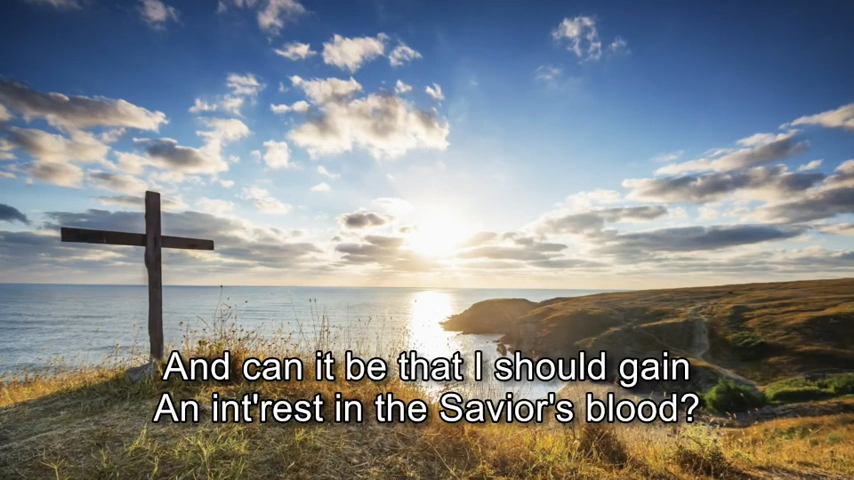 And can it be that I should gain
An int'rest in the Savior's blood?